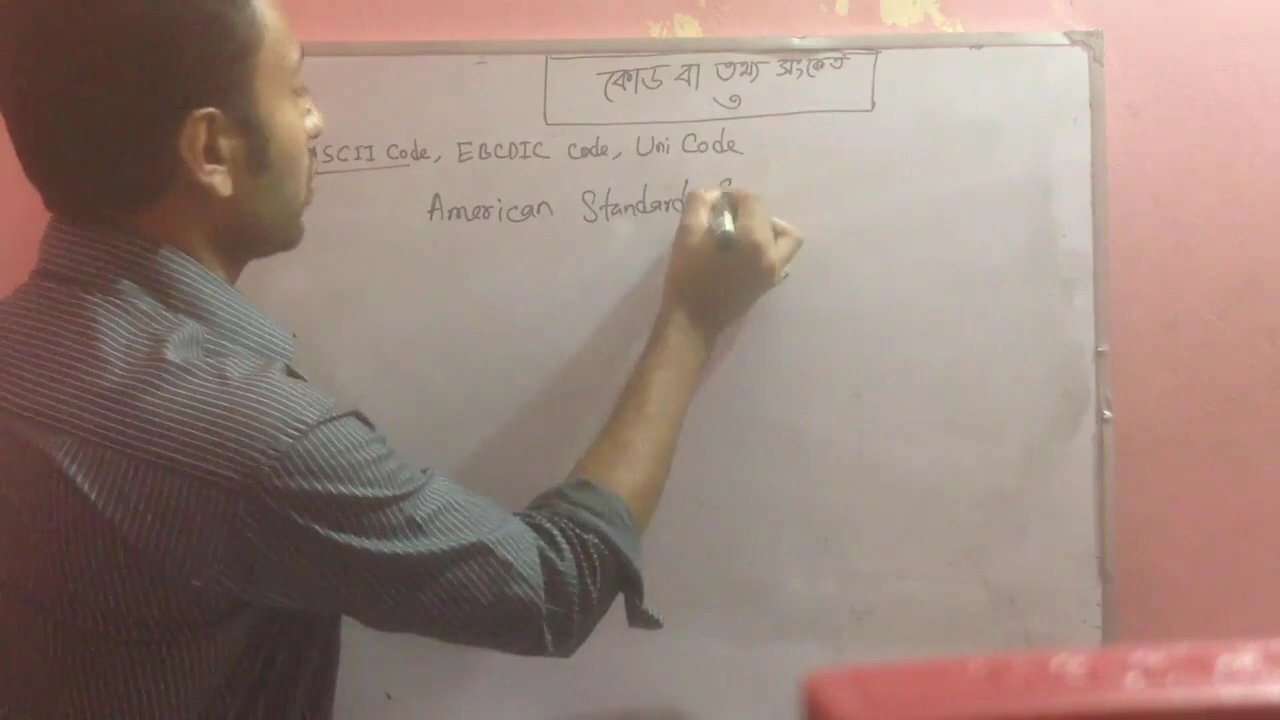 কোড বা তথ্য সংকেত
ও
SCII Code, EBCDIC Code, Uni Code
American Standard